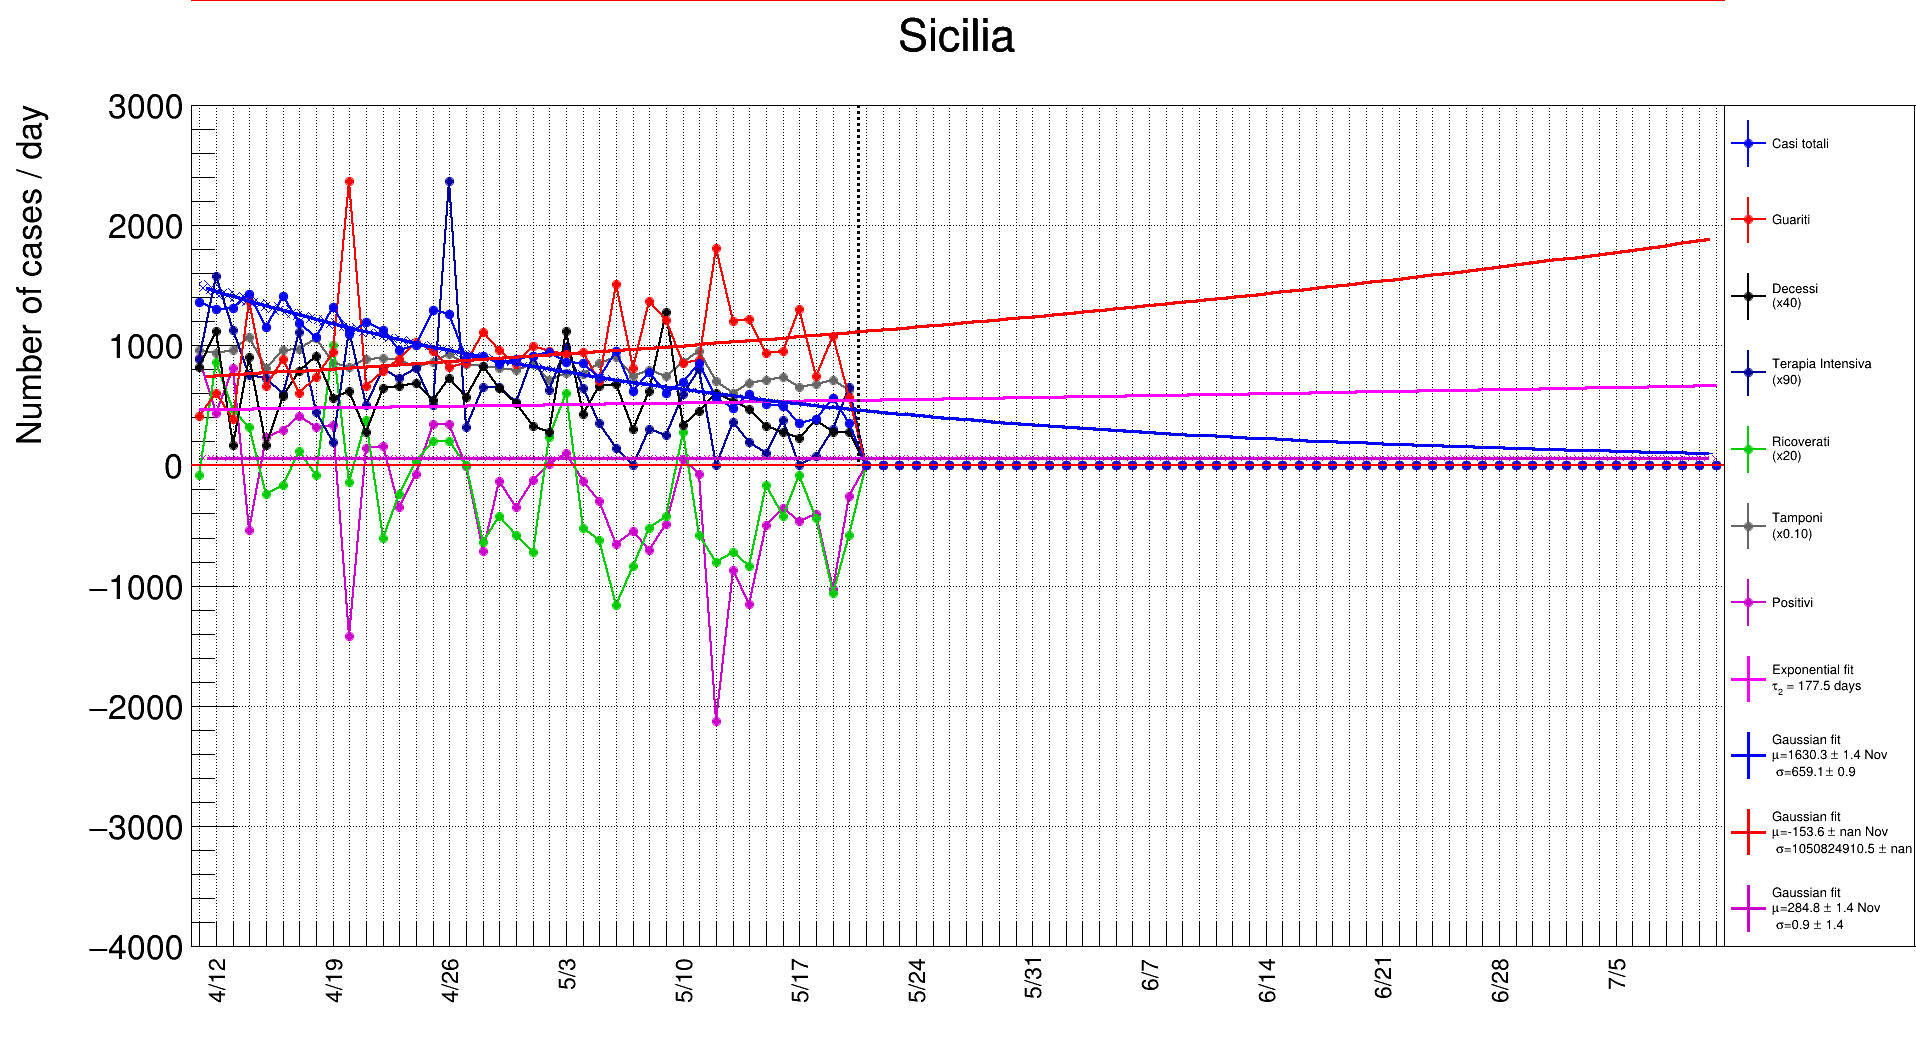 Sicilia
Number of cases / day
3000
2000
1000
0
−1000
−2000
−3000
−4000
4/12
4/19
4/26
5/3
5/10
5/17
5/24
5/31
6/7
6/14
6/21
6/28
7/5
Casi totali
Guariti
Decessi
(x40)
Terapia Intensiva
(x90)
Ricoverati
(x20)
Tamponi
(x0.10)
Positivi
Exponential fit
τ2 = 177.5 days
Gaussian fit
μ=1630.3 ± 1.4 Nov
σ=659.1 ± 0.9
Gaussian fit
μ=-153.6 ± nan Nov
σ=1050824910.5 ± nan
Gaussian fit
μ=284.8 ± 1.4 Nov
σ=0.9 ± 1.4